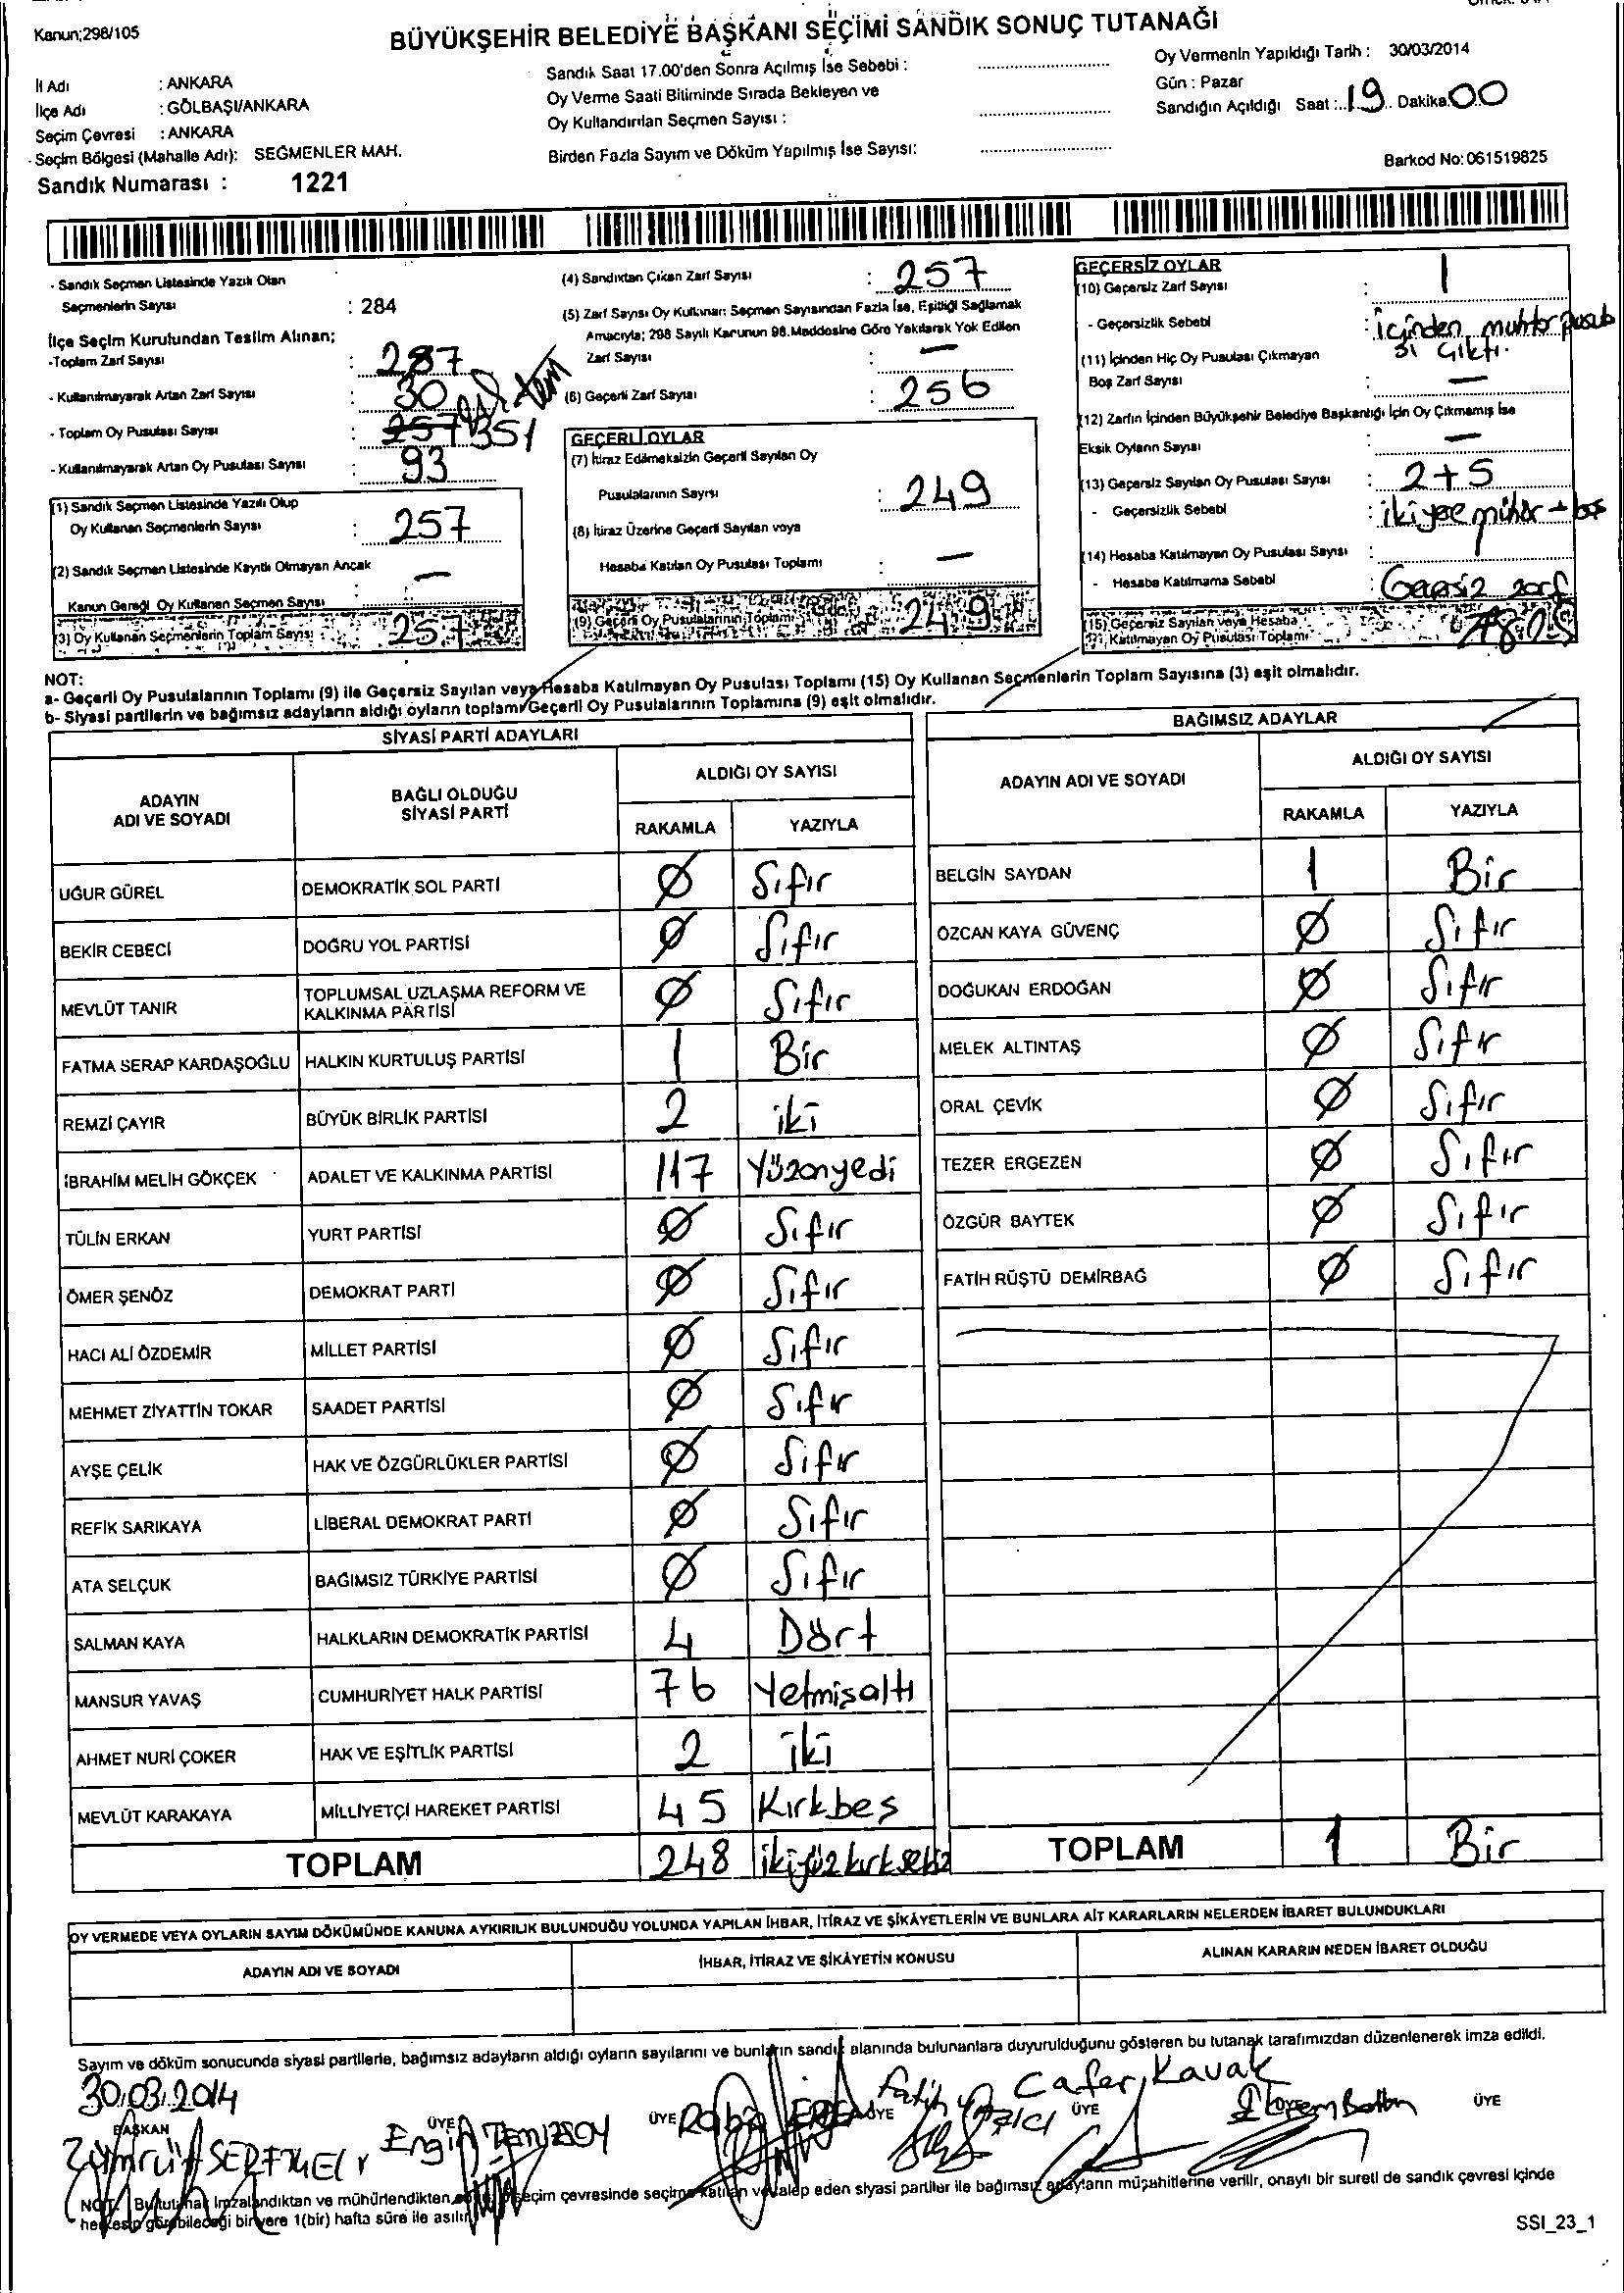 Kanun;298/105
BÜYÜKŞEHİR BELEDİYE BAŞKANI SEÇİMİ SANDIK SONUÇ TUTANAĞI
İl Adı : ANKARA
İlçe Adı : GÖLBAŞI/ANKARA
Seçim Çevresi : ANKARA
Seçim Bölgesi (Mahalle Adı): SEĞMENLER MAH.
Sandık Numarası : 1221
Sandık Saat 17.00'den Sonra Açılmış İse Sebebi :
Oy Verme Saati Bitiminde Sırada Bekleyen ve
Oy Kullandırılan Seçmen Sayısı :
Birden Fazla Sayım ve Döküm Yapılmış İse Sayısı:
Oy Vermenin Yapıldığı Tarih : 30/03/2014
Gün : Pazar
Sandığın Açıldığı Saat : 19 Dakika 00
Barkod No: 061519825
- Sandık Seçmen Listesinde Yazılı Olan
Seçmenlerin Sayısı : 284
İlçe Seçim Kurulundan Teslim Alınan;
-Toplam Zarf Sayısı : 287
- Kullanılmayarak Artan Zarf Sayısı : 30
- Toplam Oy Pusulası Sayısı : 257 351
- Kullanılmayarak Artan Oy Pusulası Sayısı : 93
(1) Sandık Seçmen Listesinde Yazılı Olup
Oy Kullanan Seçmenlerin Sayısı : 257
(2) Sandık Seçmen Listesinde Kayıtlı Olmayan Ancak
Kanun Gereği Oy Kullanan Seçmen Sayısı : —
(3) Oy Kullanan Seçmenlerin Toplam Sayısı : 257
(4) Sandıktan Çıkan Zarf Sayısı : 257
(5) Zarf Sayısı Oy Kullanan Seçmen Sayısından Fazla İse, Eşitliği Sağlamak
Amacıyla; 298 Sayılı Kanunun 98.Maddesine Göre Yakılarak Yok Edilen
Zarf Sayısı : —
(6) Geçerli Zarf Sayısı : 256
GEÇERLİ OYLAR
(7) İtiraz Edilmeksizin Geçerli Sayılan Oy
Pusulalarının Sayısı : 249
(8) İtiraz Üzerine Geçerli Sayılan veya
Hesaba Katılan Oy Pusulası Toplamı : —
(9) Geçerli Oy Pusulalarının Toplamı : 249
GEÇERSİZ OYLAR
(10) Geçersiz Zarf Sayısı : 1
- Geçersizlik Sebebi : içinden muhtar pusula
sı çıktı.
(11) İçinden Hiç Oy Pusulası Çıkmayan
Boş Zarf Sayısı : —
(12) Zarfın İçinden Büyükşehir Belediye Başkanlığı İçin Oy Çıkmamış İse
Eksik Oyların Sayısı : —
(13) Geçersiz Sayılan Oy Pusulası Sayısı : 2+5
- Geçersizlik Sebebi : iki yere mühür + boş
(14) Hesaba Katılmayan Oy Pusulası Sayısı :
- Hesaba Katılmama Sebebi : Geçersiz zarf
(15) Geçersiz Sayılan veya Hesaba
Katılmayan Oy Pusulası Toplamı
NOT:
a- Geçerli Oy Pusulalarının Toplamı (9) ile Geçersiz Sayılan veya Hesaba Katılmayan Oy Pusulası Toplamı (15) Oy Kullanan Seçmenlerin Toplam Sayısına (3) eşit olmalıdır.
b- Siyasi partilerin ve bağımsız adayların aldığı oyların toplamı Geçerli Oy Pusulalarının Toplamına (9) eşit olmalıdır.
SİYASİ PARTİ ADAYLARI
ADAYIN ADI VE SOYADI BAĞLI OLDUĞU SİYASİ PARTİ ALDIĞI OY SAYISI
RAKAMLA YAZIYLA
UĞUR GÜREL DEMOKRATİK SOL PARTİ 0 Sıfır
BEKİR CEBECİ DOĞRU YOL PARTİSİ 0 Sıfır
MEVLÜT TANIR TOPLUMSAL UZLAŞMA REFORM VE KALKINMA PARTİSİ 0 Sıfır
FATMA SERAP KARDAŞOĞLU HALKIN KURTULUŞ PARTİSİ 1 Bir
REMZİ ÇAYIR BÜYÜK BİRLİK PARTİSİ 2 iki
İBRAHİM MELİH GÖKÇEK ADALET VE KALKINMA PARTİSİ 117 Yüzonyedi
TÜLİN ERKAN YURT PARTİSİ 0 Sıfır
ÖMER ŞENÖZ DEMOKRAT PARTİ 0 Sıfır
HACI ALİ ÖZDEMİR MİLLET PARTİSİ 0 Sıfır
MEHMET ZİYATTİN TOKAR SAADET PARTİSİ 0 Sıfır
AYŞE ÇELİK HAK VE ÖZGÜRLÜKLER PARTİSİ 0 Sıfır
REFİK SARIKAYA LİBERAL DEMOKRAT PARTİ 0 Sıfır
ATA SELÇUK BAĞIMSIZ TÜRKİYE PARTİSİ 0 Sıfır
SALMAN KAYA HALKLARIN DEMOKRATİK PARTİSİ 4 Dört
MANSUR YAVAŞ CUMHURİYET HALK PARTİSİ 76 Yetmişaltı
AHMET NURİ ÇOKER HAK VE EŞİTLİK PARTİSİ 2 iki
MEVLÜT KARAKAYA MİLLİYETÇİ HAREKET PARTİSİ 45 Kırkbeş
TOPLAM 248 ikiyüzkırksekiz
BAĞIMSIZ ADAYLAR
ADAYIN ADI VE SOYADI ALDIĞI OY SAYISI
RAKAMLA YAZIYLA
BELGİN SAYDAN 1 Bir
ÖZCAN KAYA GÜVENÇ 0 Sıfır
DOĞUKAN ERDOĞAN 0 Sıfır
MELEK ALTINTAŞ 0 Sıfır
ORAL ÇEVİK 0 Sıfır
TEZER ERGEZEN 0 Sıfır
ÖZGÜR BAYTEK 0 Sıfır
FATİH RÜŞTÜ DEMİRBAĞ 0 Sıfır
TOPLAM 1 Bir
OY VERMEDE VEYA OYLARIN SAYIM DÖKÜMÜNDE KANUNA AYKIRILIK BULUNDUĞU YOLUNDA YAPILAN İHBAR, İTİRAZ VE ŞİKÂYETLERİN VE BUNLARA AİT KARARLARIN NELERDEN İBARET BULUNDUKLARI
ADAYIN ADI VE SOYADI İHBAR, İTİRAZ VE ŞİKÂYETİN KONUSU ALINAN KARARIN NEDEN İBARET OLDUĞU
Sayım ve döküm sonucunda siyasi partilerle, bağımsız adayların aldığı oyların sayılarını ve bunların sandık alanında bulunanlara duyurulduğunu gösteren bu tutanak tarafımızdan düzenlenerek imza edildi.
30.03.2014
BAŞKAN ÜYE ÜYE ÜYE ÜYE ÜYE
Zümrüt Engin Cafer Kavak
NOT: Bu tutanak imzalandıktan ve mühürlendikten seçim çevresinde seçime katılan ve talep eden siyasi partiler ile bağımsız adayların müşahitlerine verilir, onaylı bir sureti de sandık çevresi içinde
herkesin görebileceği bir yere 1(bir) hafta süre ile asılır.
SSI_23_1